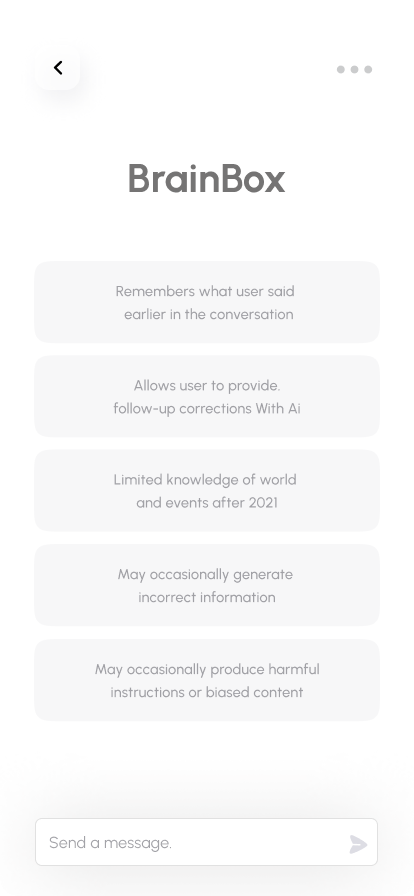 BrainBox
Remembers what user said
earlier in the conversation
Allows user to provide.
follow-up corrections With Ai
Limited knowledge of world
and events after 2021
May occasionally generate
incorrect information
May occasionally produce harmful
instructions or biased content
Send a message.